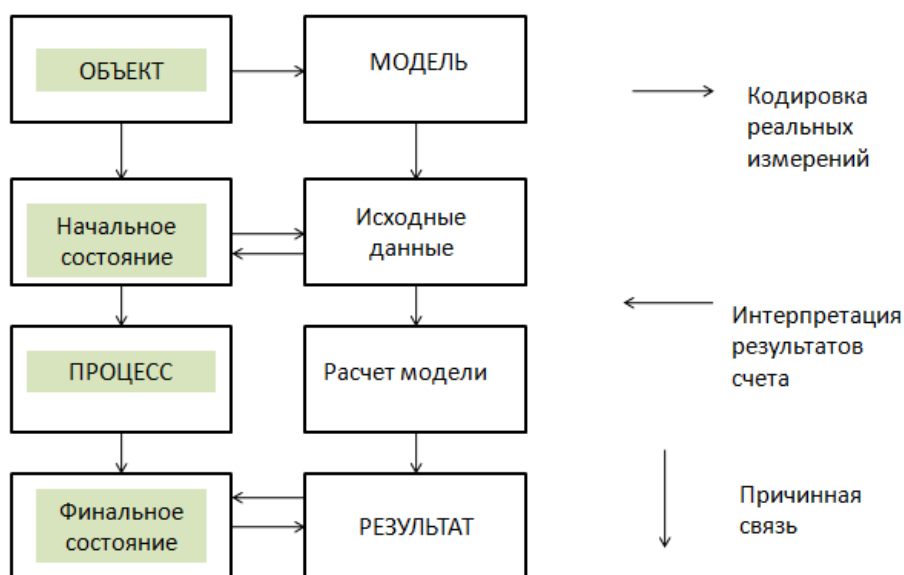 ОБЪЕКТ
МОДЕЛЬ
Кодировка
реальных
измерений
Начальное
состояние
Исходные
данные
Интерпретация
результатов
счета
ПРОЦЕСС
Расчет модели
Финальное
состояние
РЕЗУЛЬТАТ
Причинная
связь